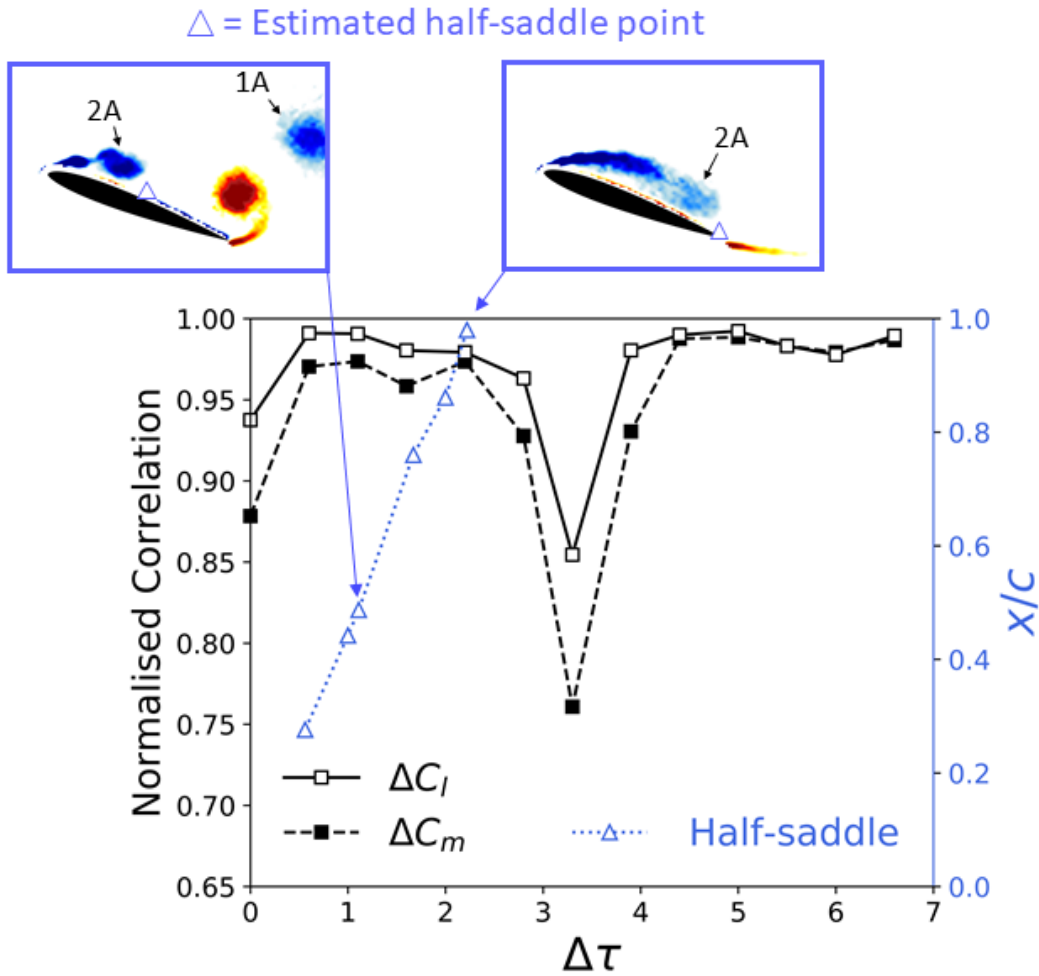 △ = Estimated half-saddle point
1A
2A
2A
1.00
0.95
0.90
0.85
0.80
0.75
0.70
0.65
Normalised Correlation
1.0
0.8
0.6
0.4
0.2
0.0
x/c
ΔCₗ
ΔCₘ
Half-saddle
0 1 2 3 4 5 6 7
Δτ